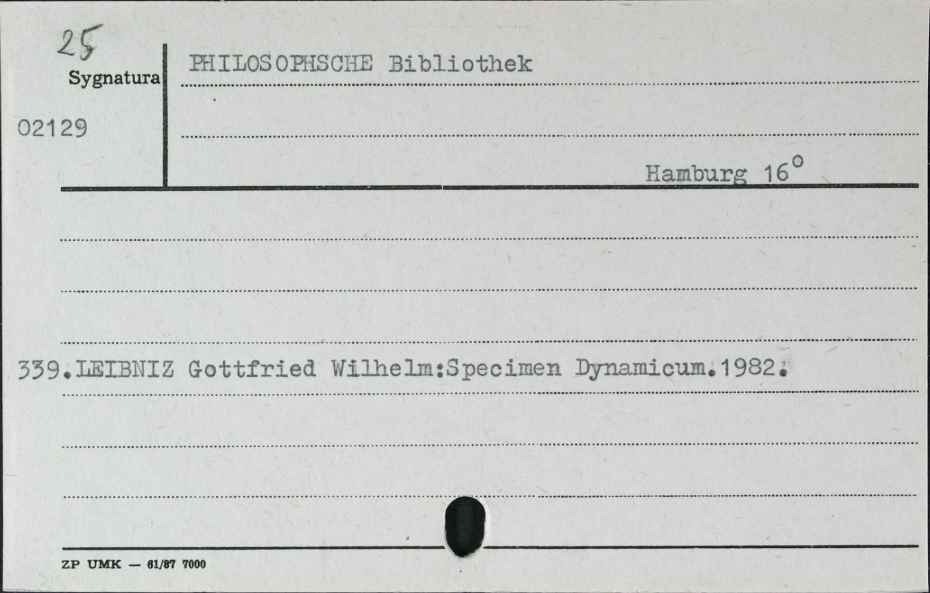 25
Sygnatura
PHILOSOPHSCHE Bibliothek
02129
Hamburg 16°
339.LEIBNIZ Gottfried Wilhelm:Specimen Dynamicum.1982.
ZP UMK — 61/87 7000